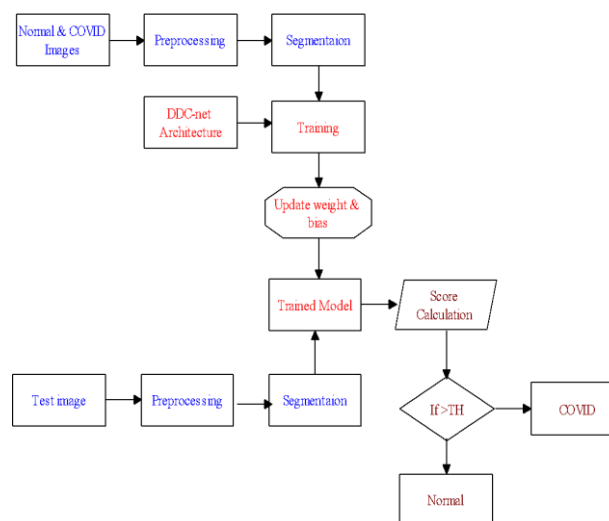 Normal & COVID
Images
Preprocessing
Segmentaion
DDC-net
Architecture
Training
Update weight &
bias
Trained Model
Score
Calculation
Test image
Preprocessing
Segmentaion
If >TH
COVID
Normal